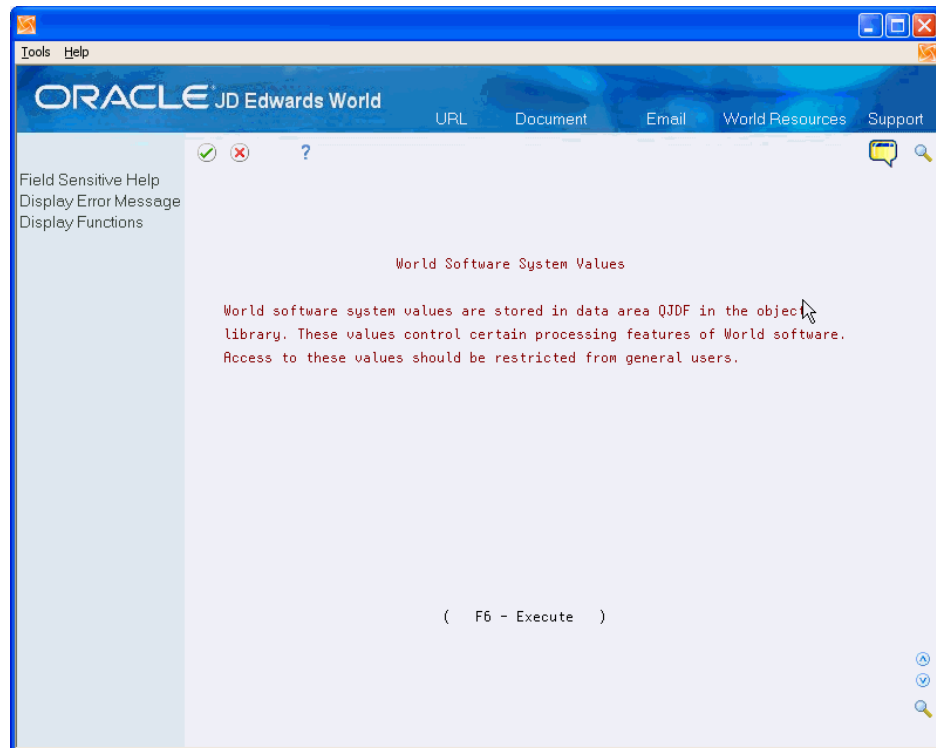 Tools Help
ORACLE JD Edwards World
URL Document Email World Resources Support
?
Field Sensitive Help
Display Error Message
Display Functions
World Software System Values
World software system values are stored in data area QJDF in the object
library. These values control certain processing features of World software.
Access to these values should be restricted from general users.
( F6 - Execute )